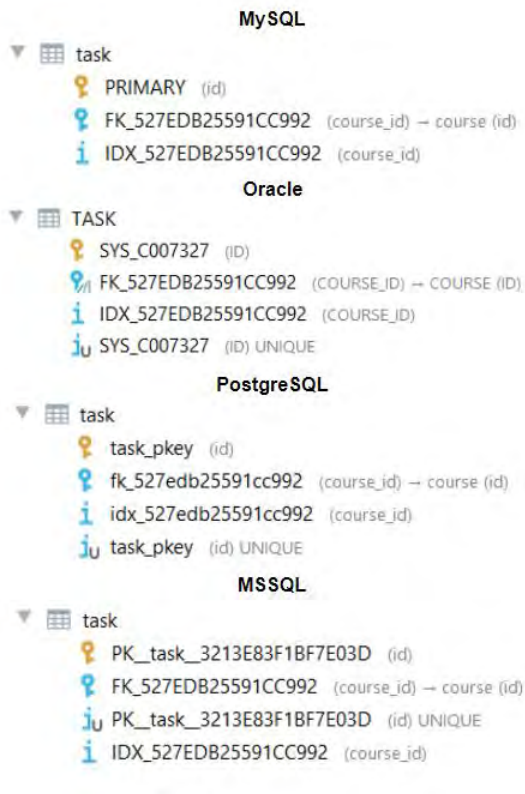 MySQL
task
PRIMARY (id)
FK_527EDB25591CC992 (course_id) → course (id)
IDX_527EDB25591CC992 (course_id)
Oracle
TASK
SYS_C007327 (ID)
FK_527EDB25591CC992 (COURSE_ID) → COURSE (ID)
IDX_527EDB25591CC992 (COURSE_ID)
SYS_C007327 (ID) UNIQUE
PostgreSQL
task
task_pkey (id)
fk_527edb25591cc992 (course_id) → course (id)
idx_527edb25591cc992 (course_id)
task_pkey (id) UNIQUE
MSSQL
task
PK__task__3213E83F1BF7E03D (id)
FK_527EDB25591CC992 (course_id) → course (id)
PK__task__3213E83F1BF7E03D (id) UNIQUE
IDX_527EDB25591CC992 (course_id)